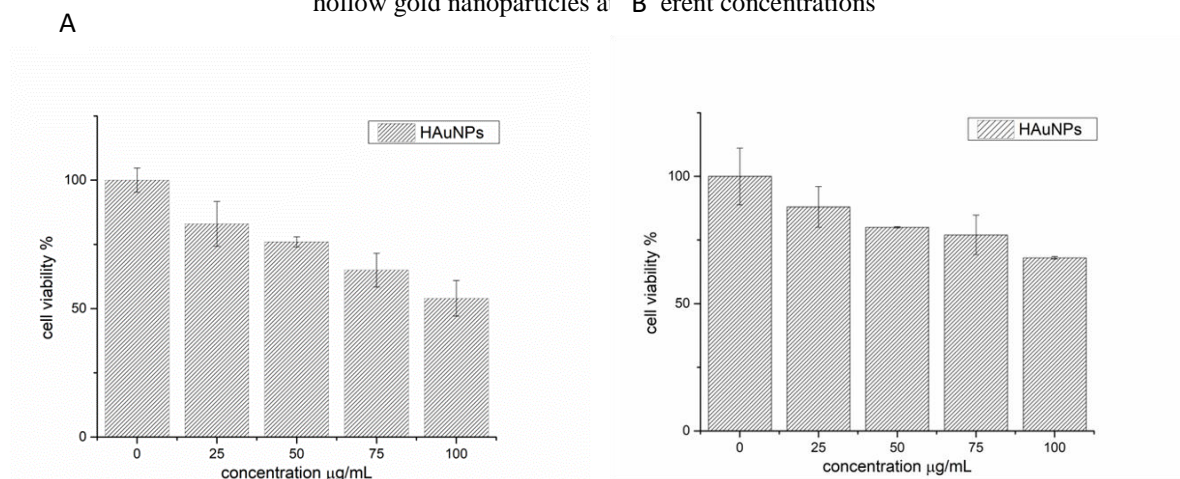 hollow gold nanoparticles a B erent concentrations
A
HAuNPs
100
50
0
cell viability %
0 25 50 75 100
concentration µg/mL
HAuNPs
100
50
0
cell viability %
0 25 50 75 100
concentration µg/mL